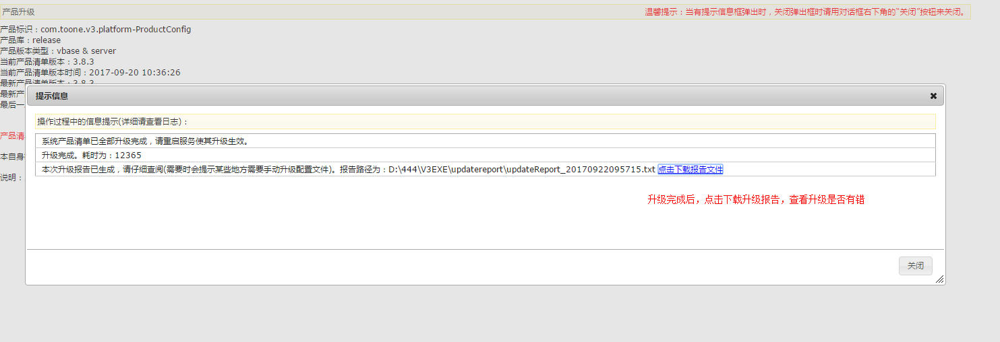 产品升级
温馨提示：当有提示信息框弹出时，关闭弹出框时请用对话框右下角的“关闭”按钮来关闭。
产品标识：com.toone.v3.platform-ProductConfig
产品库：release
产品版本类型：vbase & server
当前产品清单版本：3.8.3
当前产品清单版本时间：2017-09-20 10:36:26
最新产品清单版本：3.8.3
最新产
最后一
产品清
本自身
说明：
提示信息
操作过程中的信息提示(详细请查看日志)：
系统产品清单已全部升级完成，请重启服务使其升级生效。
升级完成。耗时为：12365
本次升级报告已生成，请仔细查阅(需要时会提示某些地方需要手动升级配置文件)。报告路径为：D:\444\V3EXE\updatereport\updateReport_20170922095715.txt 点击下载报告文件
升级完成后，点击下载升级报告，查看升级是否有错
关闭